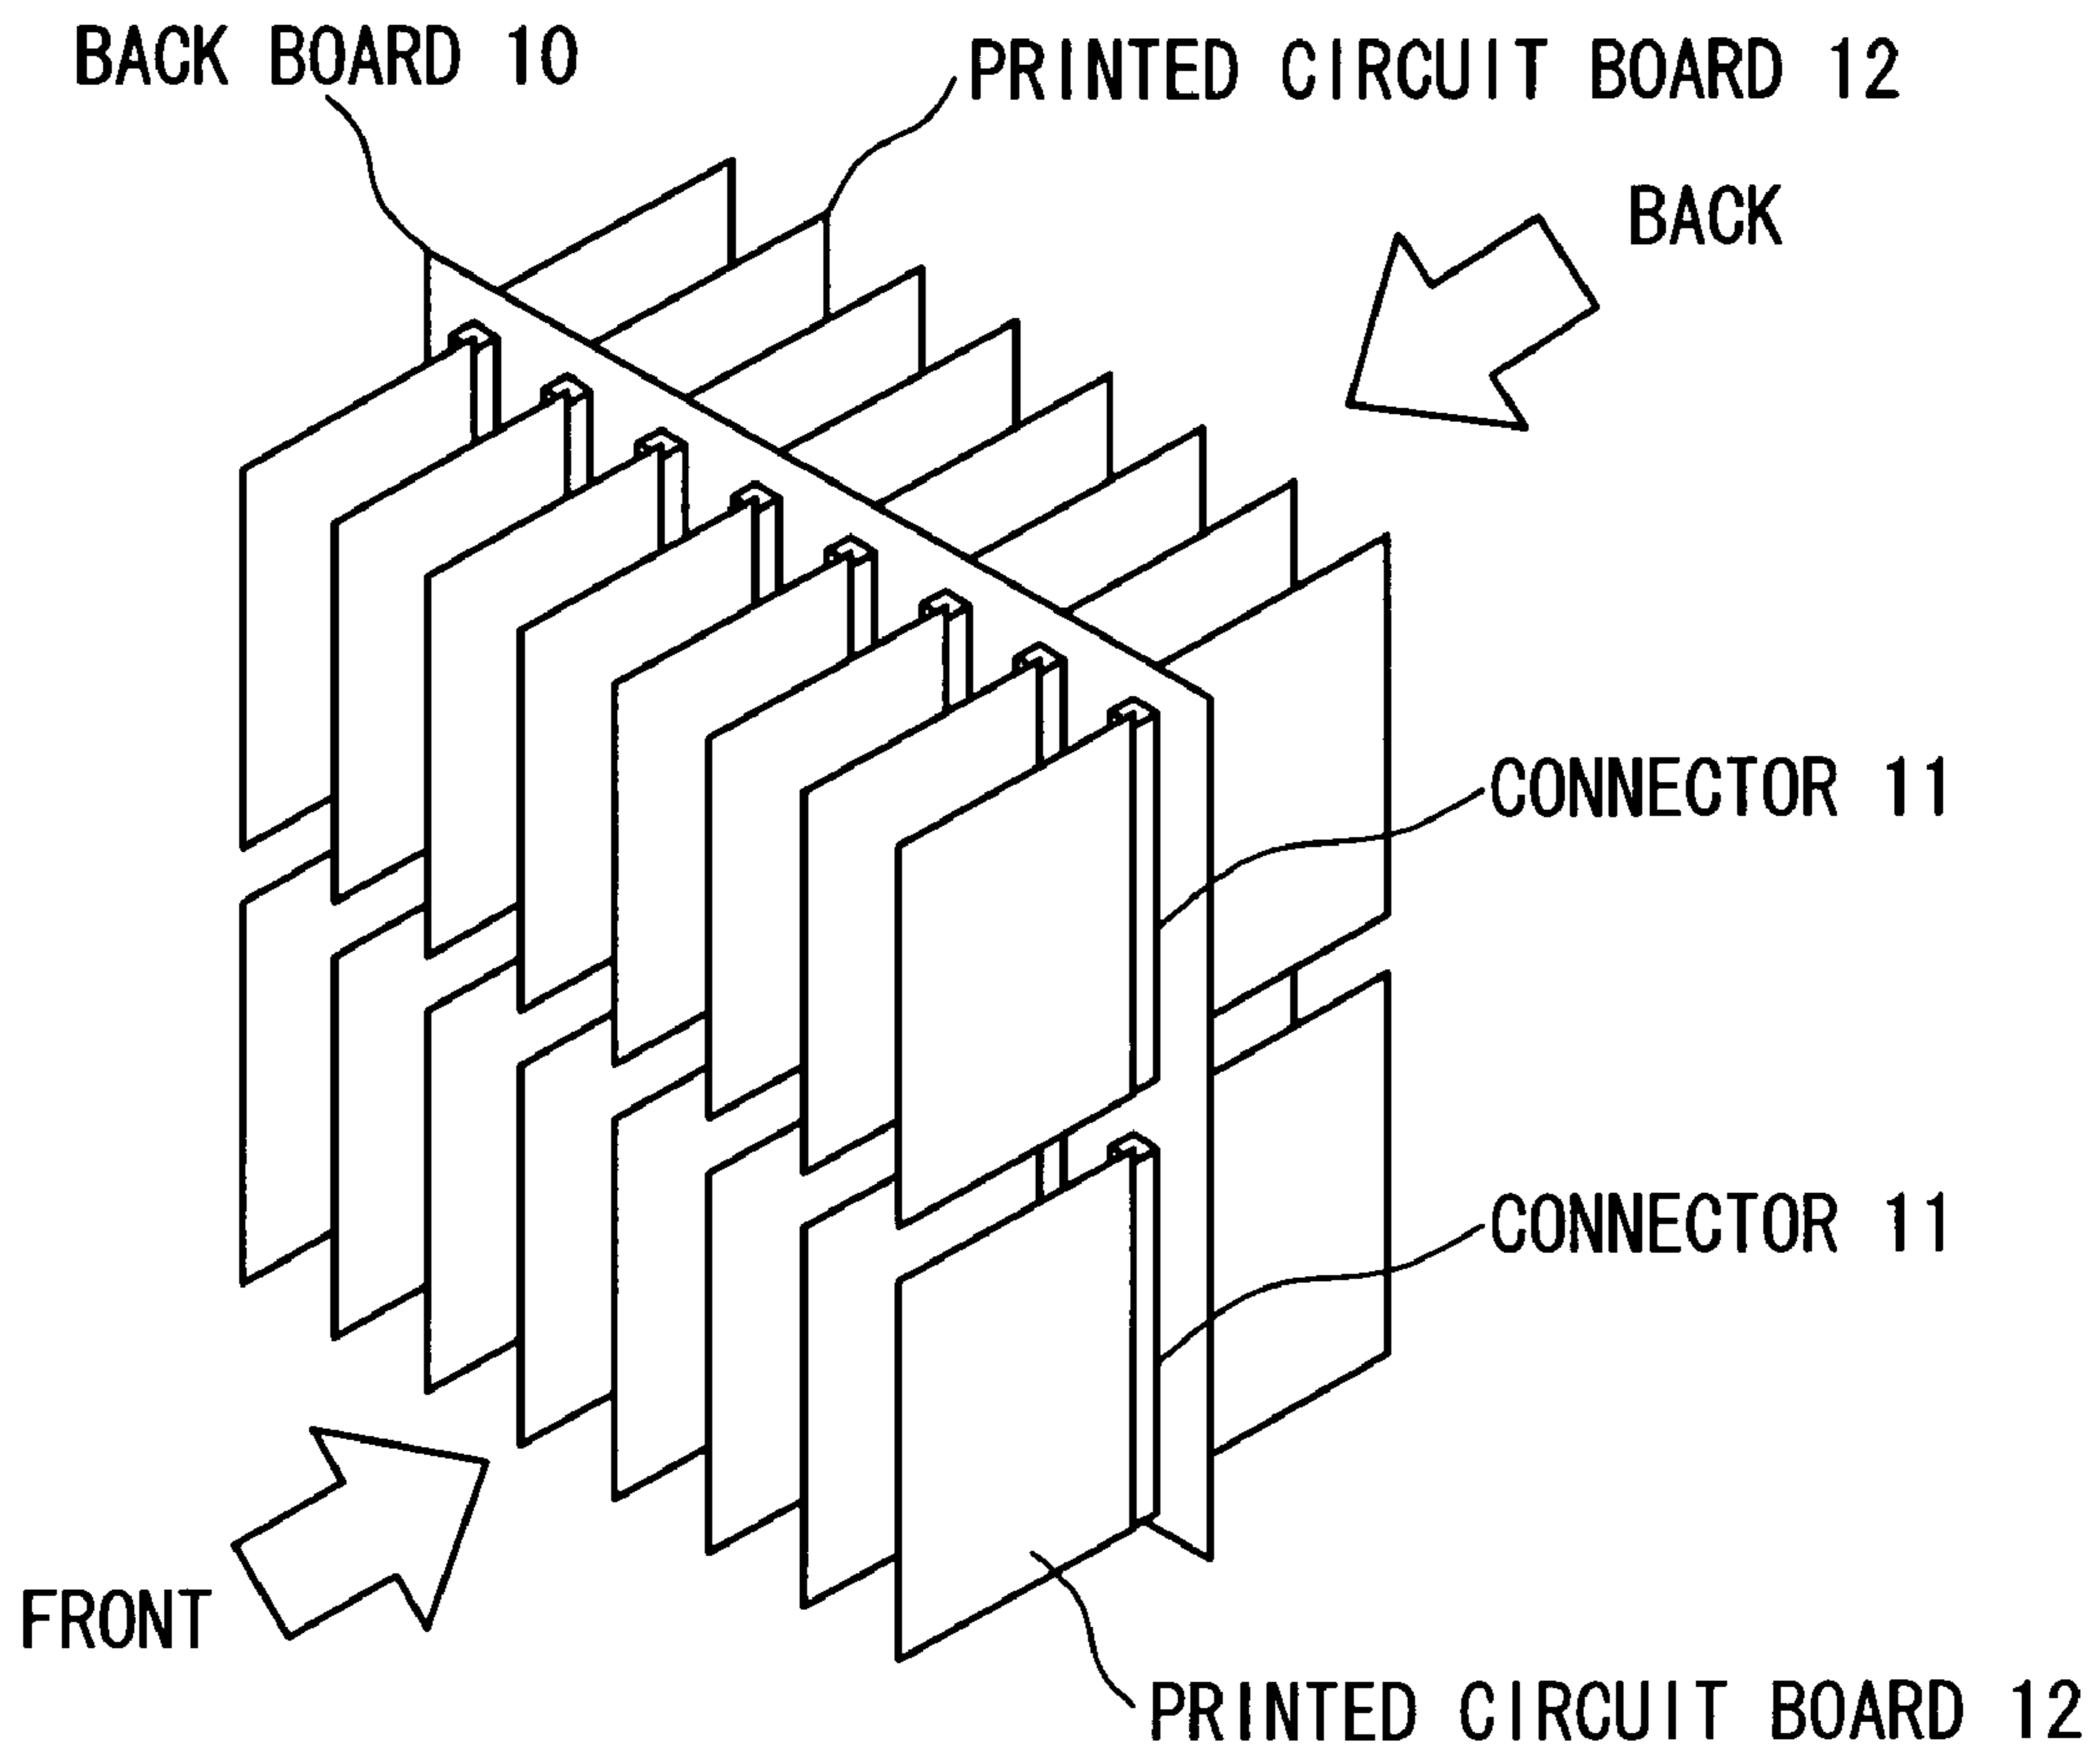 BACK BOARD 10
PRINTED CIRCUIT BOARD 12
BACK
CONNECTOR 11
CONNECTOR 11
FRONT
PRINTED CIRCUIT BOARD 12